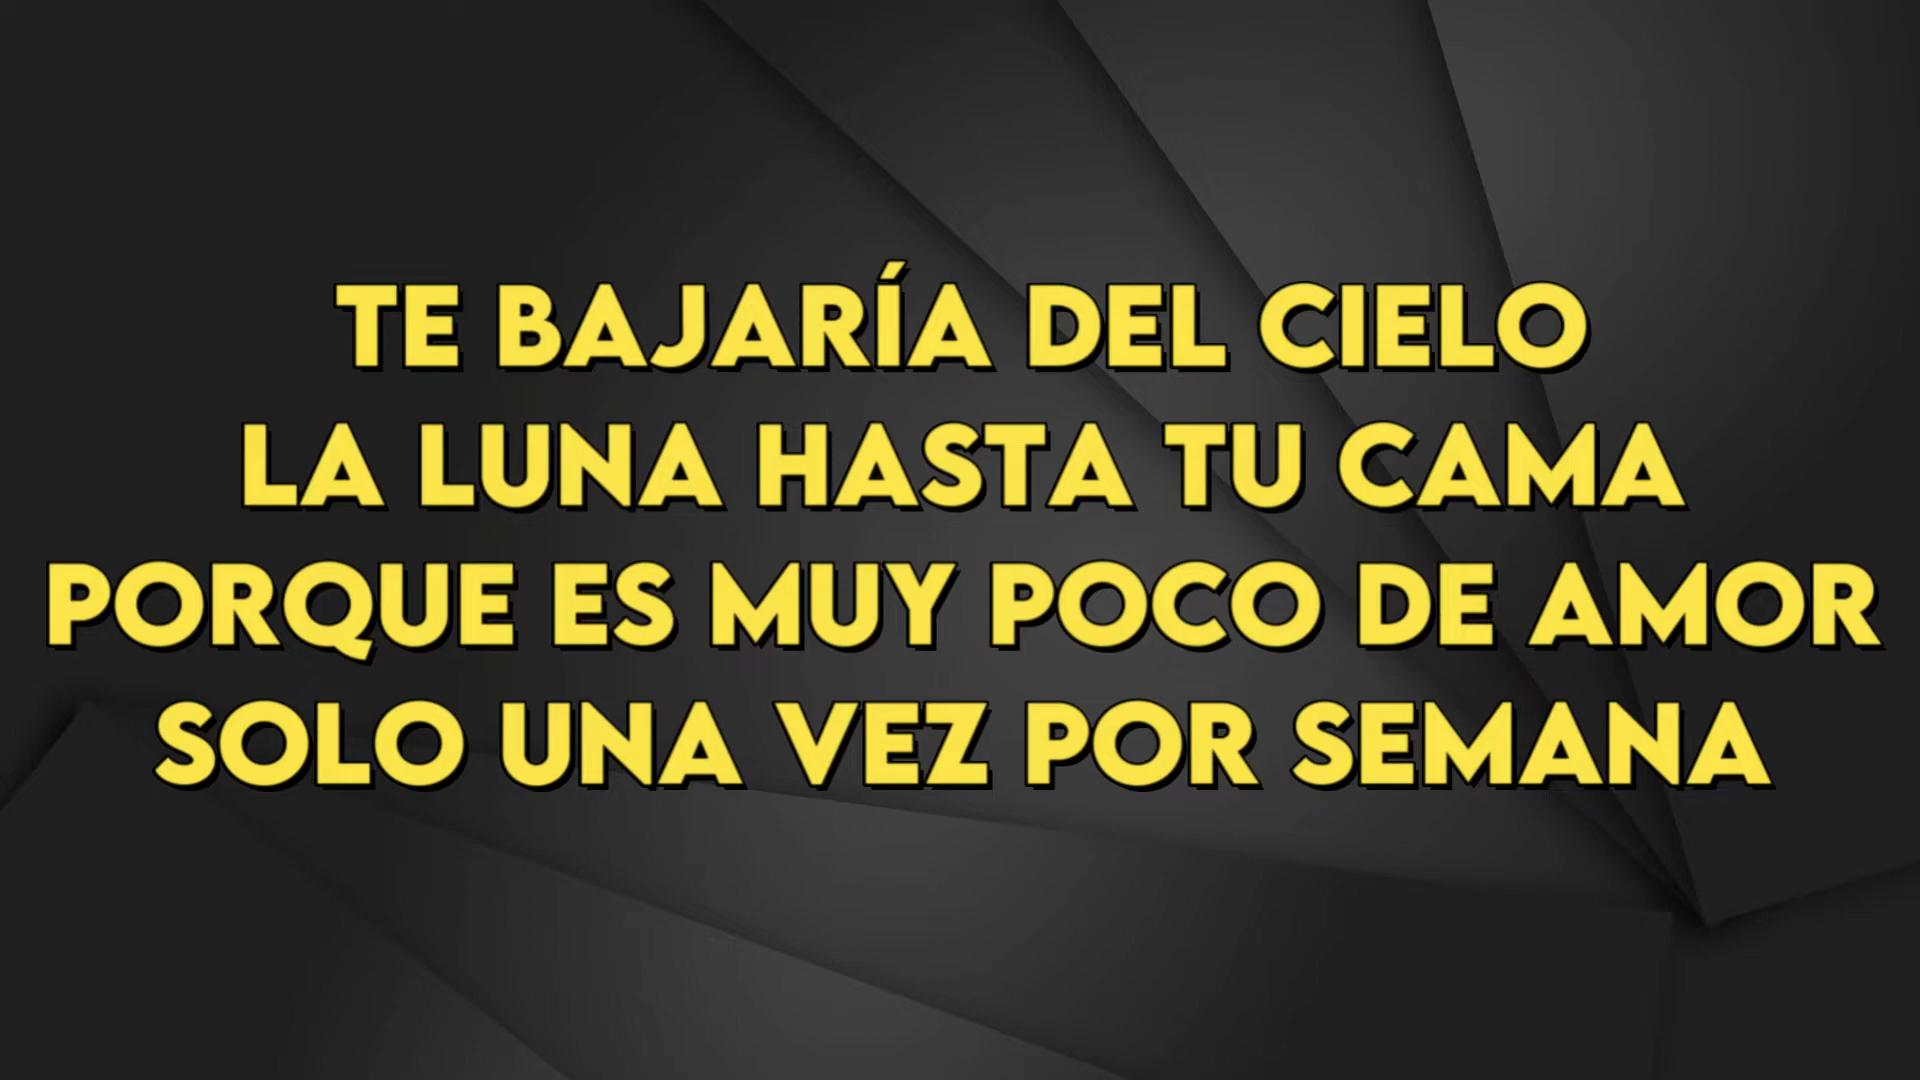 TE BAJARÍA DEL CIELO
LA LUNA HASTA TU CAMA
PORQUE ES MUY POCO DE AMOR
SOLO UNA VEZ POR SEMANA